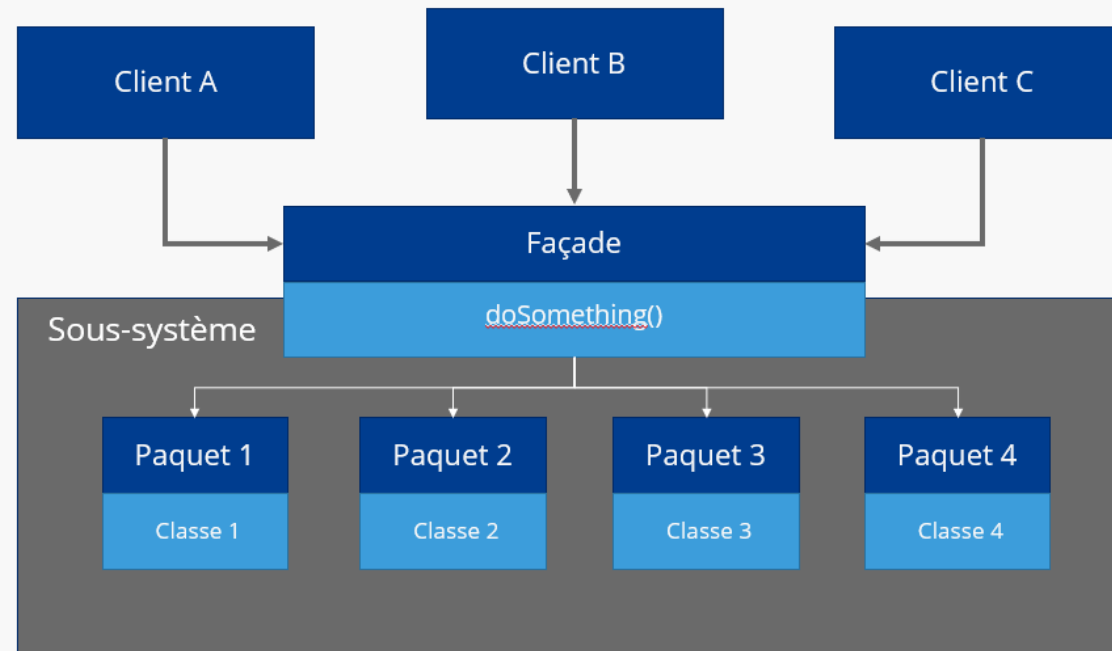 Client A
Client B
Client C
Façade
doSomething()
Sous-système
Paquet 1
Paquet 2
Paquet 3
Paquet 4
Classe 1
Classe 2
Classe 3
Classe 4